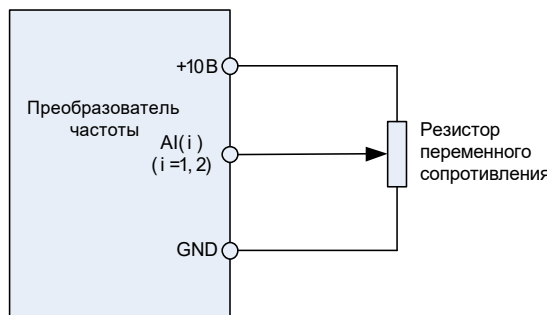 +10В
Преобразователь
частоты
AI( i )
( i =1, 2)
GND
Резистор
переменного
сопротивления